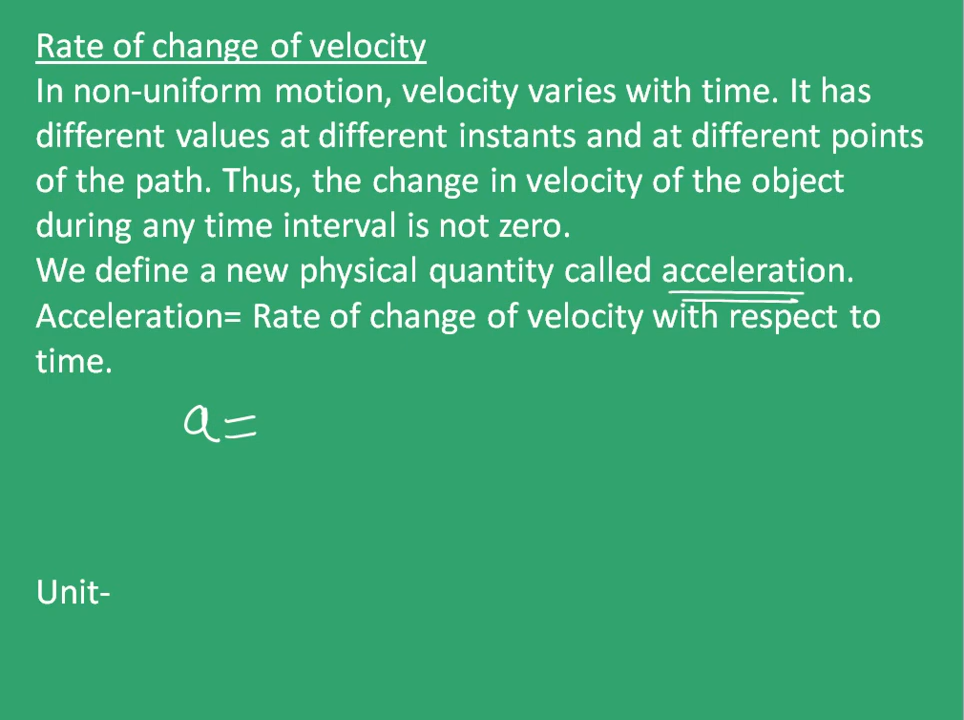 Rate of change of velocity
In non-uniform motion, velocity varies with time. It has
different values at different instants and at different points
of the path. Thus, the change in velocity of the object
during any time interval is not zero.
We define a new physical quantity called acceleration.
Acceleration= Rate of change of velocity with respect to
time.
a=
Unit-